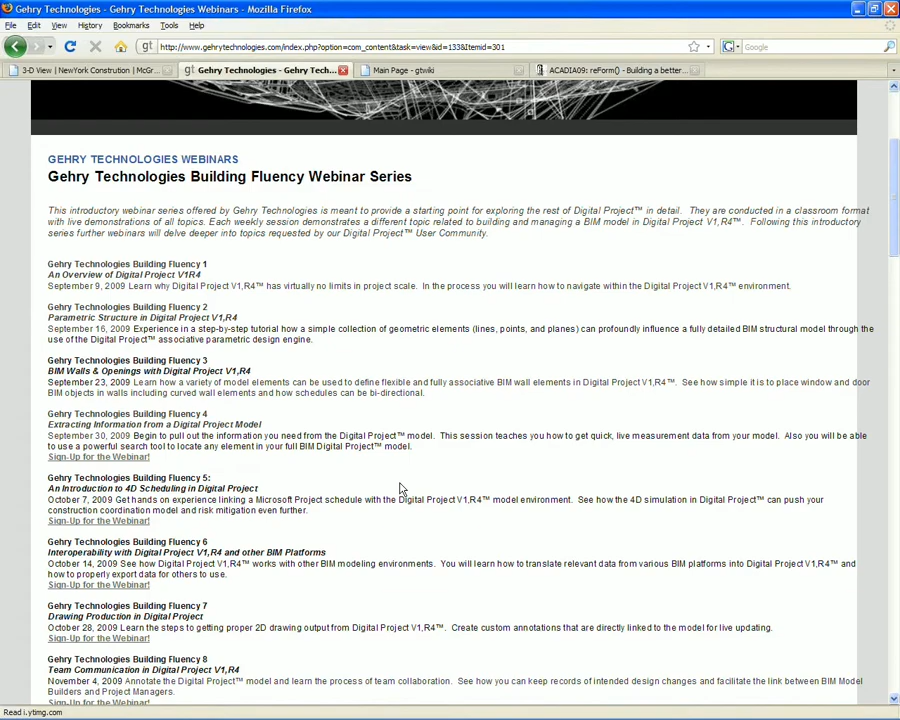 Gehry Technologies - Gehry Technologies Webinars - Mozilla Firefox
File Edit View History Bookmarks Tools Help
gt http://www.gehrytechnologies.com/index.php?option=com_content&task=view&id=133&Itemid=301
Google
3-D View | NewYork Constrution | McGr...
gt Gehry Technologies - Gehry Tech...
Main Page - gtwiki
ACADIA09: reForm() - Building a better...
GEHRY TECHNOLOGIES WEBINARS
Gehry Technologies Building Fluency Webinar Series
This introductory webinar series offered by Gehry Technologies is meant to provide a starting point for exploring the rest of Digital Project™ in detail. They are conducted in a classroom format
with live demonstrations of all topics. Each weekly session demonstrates a different topic related to building and managing a BIM model in Digital Project V1,R4™. Following this introductory
series further webinars will delve deeper into topics requested by our Digital Project™ User Community.
Gehry Technologies Building Fluency 1
An Overview of Digital Project V1R4
September 9, 2009 Learn why Digital Project V1,R4™ has virtually no limits in project scale. In the process you will learn how to navigate within the Digital Project V1,R4™ environment.
Gehry Technologies Building Fluency 2
Parametric Structure in Digital Project V1,R4
September 16, 2009 Experience in a step-by-step tutorial how a simple collection of geometric elements (lines, points, and planes) can profoundly influence a fully detailed BIM structural model through the
use of the Digital Project™ associative parametric design engine.
Gehry Technologies Building Fluency 3
BIM Walls & Openings with Digital Project V1,R4
September 23, 2009 Learn how a variety of model elements can be used to define flexible and fully associative BIM wall elements in Digital Project V1,R4™. See how simple it is to place window and door
BIM objects in walls including curved wall elements and how schedules can be bi-directional.
Gehry Technologies Building Fluency 4
Extracting Information from a Digital Project Model
September 30, 2009 Begin to pull out the information you need from the Digital Project™ model. This session teaches you how to get quick, live measurement data from your model. Also you will be able
to use a powerful search tool to locate any element in your full BIM Digital Project™ model.
Sign-Up for the Webinar!
Gehry Technologies Building Fluency 5:
An Introduction to 4D Scheduling in Digital Project
October 7, 2009 Get hands on experience linking a Microsoft Project schedule with the Digital Project V1,R4™ model environment. See how the 4D simulation in Digital Project™ can push your
construction coordination model and risk mitigation even further.
Sign-Up for the Webinar!
Gehry Technologies Building Fluency 6
Interoperability with Digital Project V1,R4 and other BIM Platforms
October 14, 2009 See how Digital Project V1,R4™ works with other BIM modeling environments. You will learn how to translate relevant data from various BIM platforms into Digital Project V1,R4™ and
how to properly export data for others to use.
Sign-Up for the Webinar!
Gehry Technologies Building Fluency 7
Drawing Production in Digital Project
October 28, 2009 Learn the steps to getting proper 2D drawing output from Digital Project V1,R4™. Create custom annotations that are directly linked to the model for live updating.
Sign-Up for the Webinar!
Gehry Technologies Building Fluency 8
Team Communication in Digital Project V1,R4
November 4, 2009 Annotate the Digital Project™ model and learn the process of team collaboration. See how you can keep records of intended design changes and facilitate the link between BIM Model
Builders and Project Managers.
Sign-Up for the Webinar!
Read i.ytimg.com